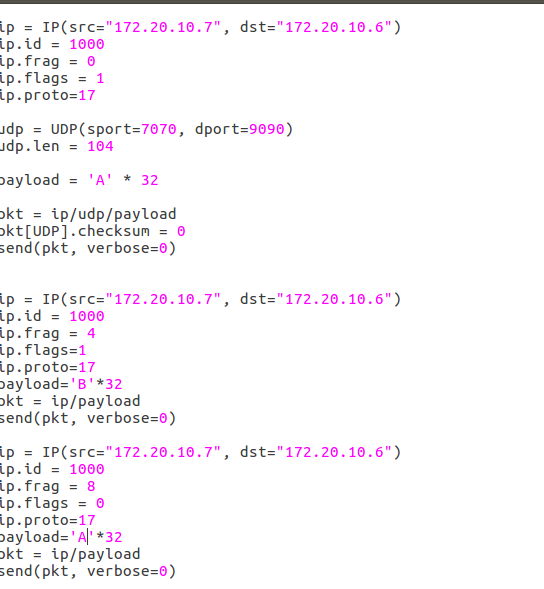 ip = IP(src="172.20.10.7", dst="172.20.10.6")
ip.id = 1000
ip.frag = 0
ip.flags = 1
ip.proto=17
udp = UDP(sport=7070, dport=9090)
udp.len = 104
payload = 'A' * 32
pkt = ip/udp/payload
pkt[UDP].checksum = 0
send(pkt, verbose=0)
ip = IP(src="172.20.10.7", dst="172.20.10.6")
ip.id = 1000
ip.frag = 4
ip.flags=1
ip.proto=17
payload='B'*32
pkt = ip/payload
send(pkt, verbose=0)
ip = IP(src="172.20.10.7", dst="172.20.10.6")
ip.id = 1000
ip.frag = 8
ip.flags = 0
ip.proto=17
payload='A'*32
pkt = ip/payload
send(pkt, verbose=0)